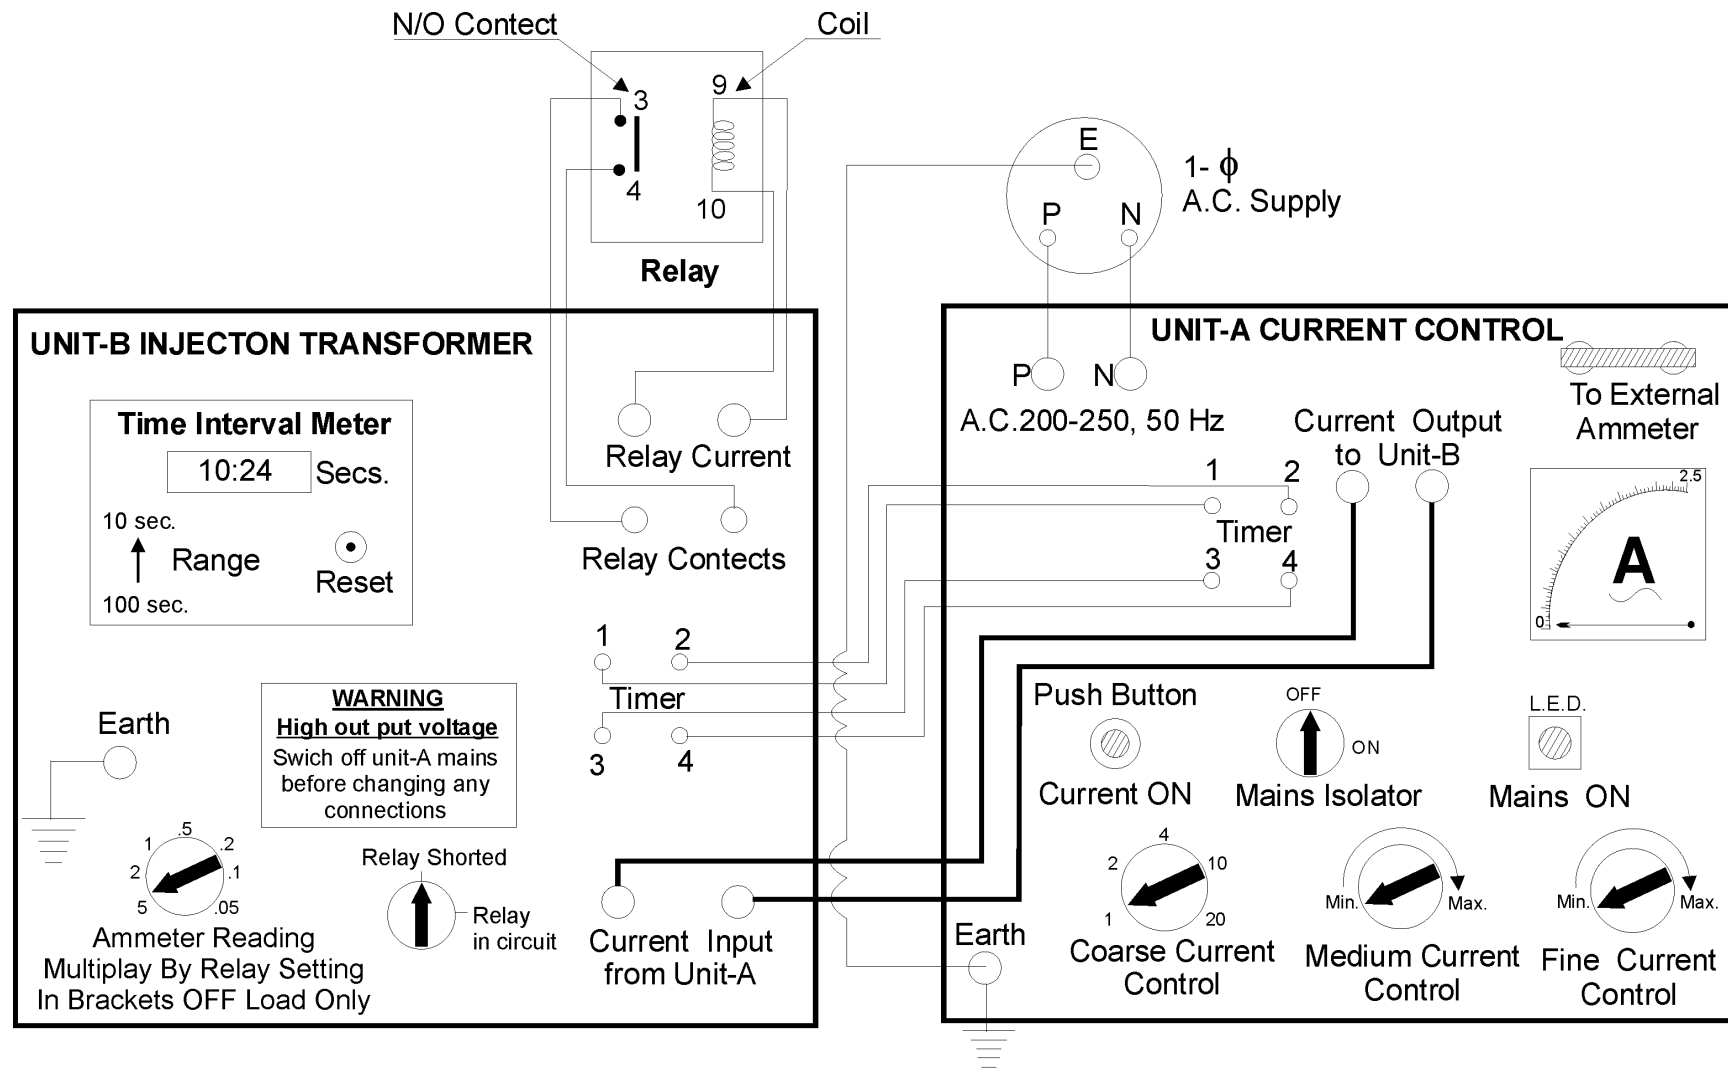 N/O Contect
Coil
3
9
4
10
Relay
E
P
N
1- ϕ
A.C. Supply
UNIT-B INJECTON TRANSFORMER
Time Interval Meter
10:24
Secs.
10 sec.
Range
100 sec.
Reset
Relay Current
Relay Contects
1
2
Timer
3
4
Earth
WARNING
High out put voltage
Swich off unit-A mains
before changing any
connections
.5
1
.2
2
.1
5
.05
Ammeter Reading
Multiplay By Relay Setting
In Brackets OFF Load Only
Relay Shorted
Relay
in circuit
Current Input
from Unit-A
UNIT-A CURRENT CONTROL
P
N
A.C.200-250, 50 Hz
Current Output
to Unit-B
To External
Ammeter
1
2
Timer
3
4
2.5
A
0
Push Button
Current ON
OFF
ON
Mains Isolator
L.E.D.
Mains ON
Earth
4
2
10
1
20
Coarse Current
Control
Min.
Max.
Medium Current
Control
Min.
Max.
Fine Current
Control